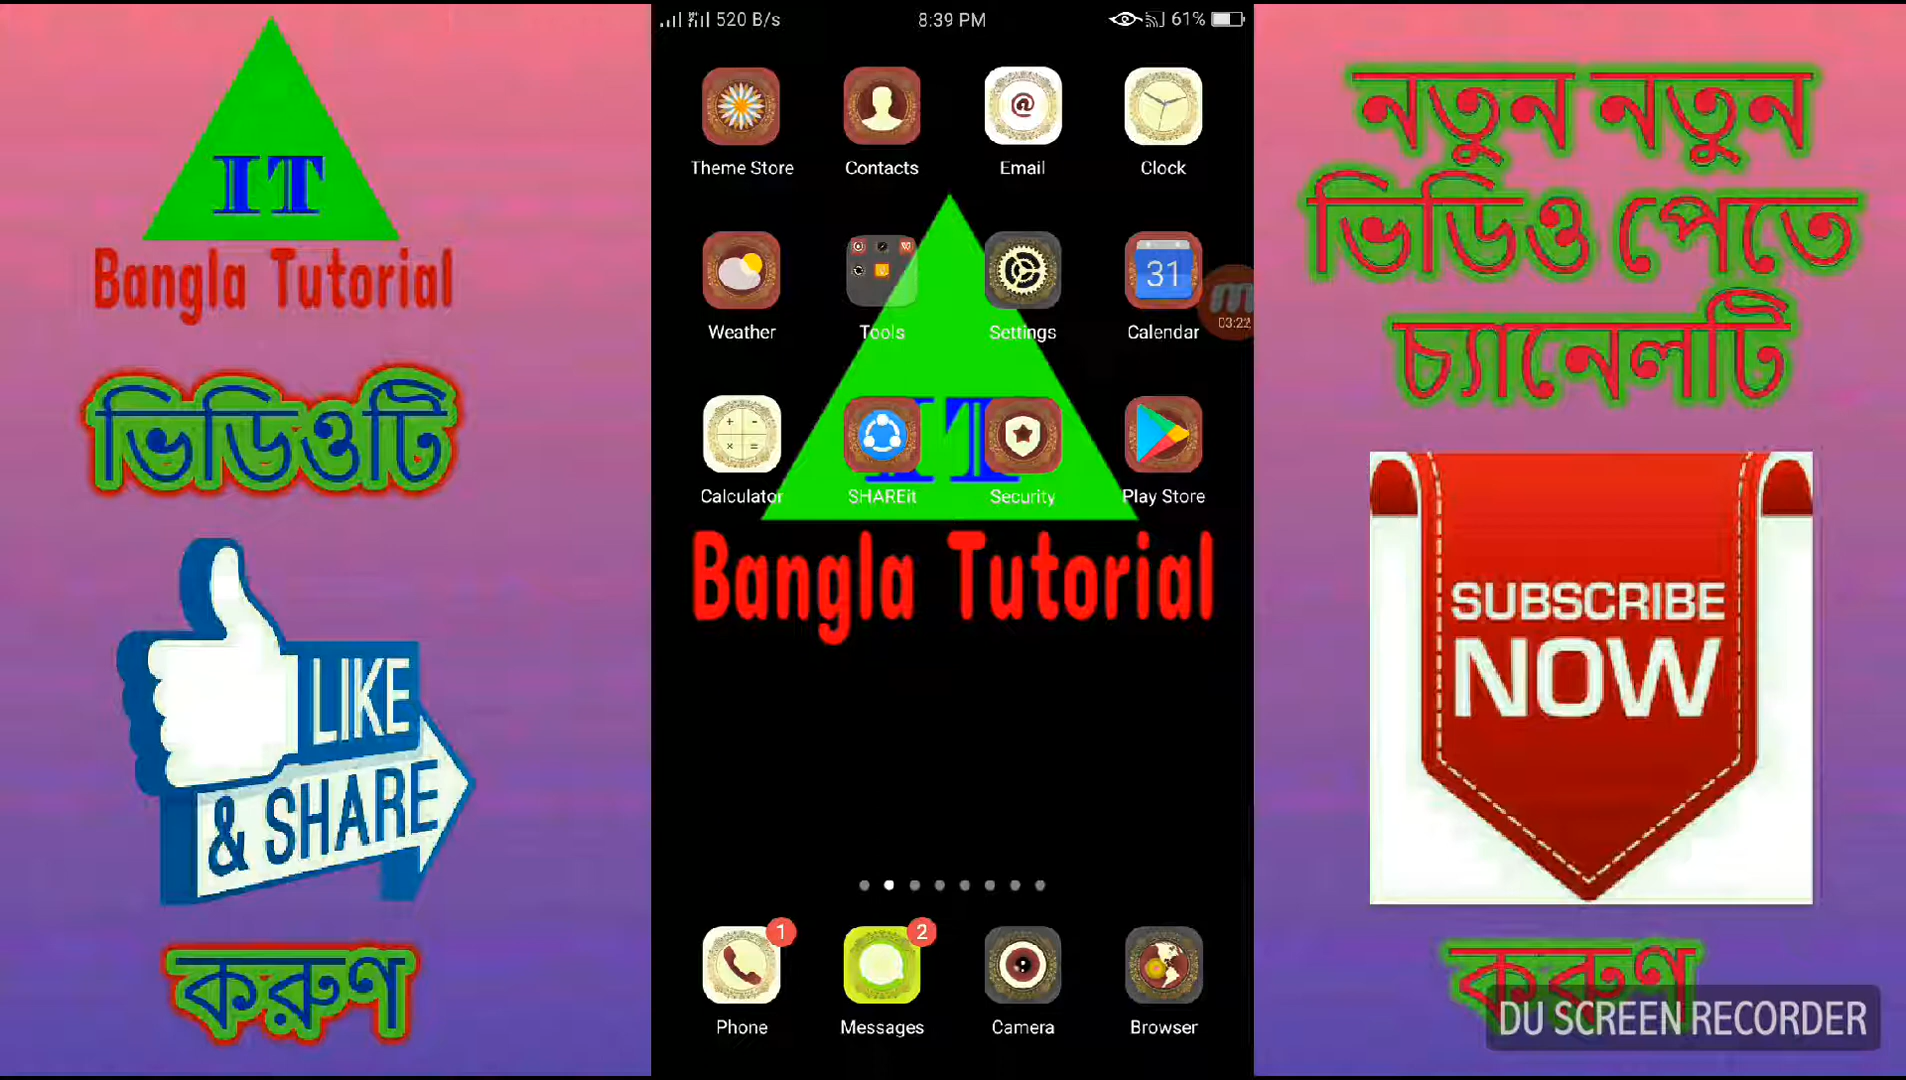 IT
Bangla Tutorial
ভিডিওটি
LIKE
& SHARE
করুণ
520 B/s
8:39 PM
61%
Theme Store
Contacts
Email
Clock
31
03:22
Weather
Tools
Settings
Calendar
Calculator
SHAREit
Security
Play Store
IT
Bangla Tutorial
1
2
Phone
Messages
Camera
Browser
নতুন নতুন
ভিডিও পেতে
চ্যানেলটি
SUBSCRIBE
NOW
করুণ
DU SCREEN RECORDER